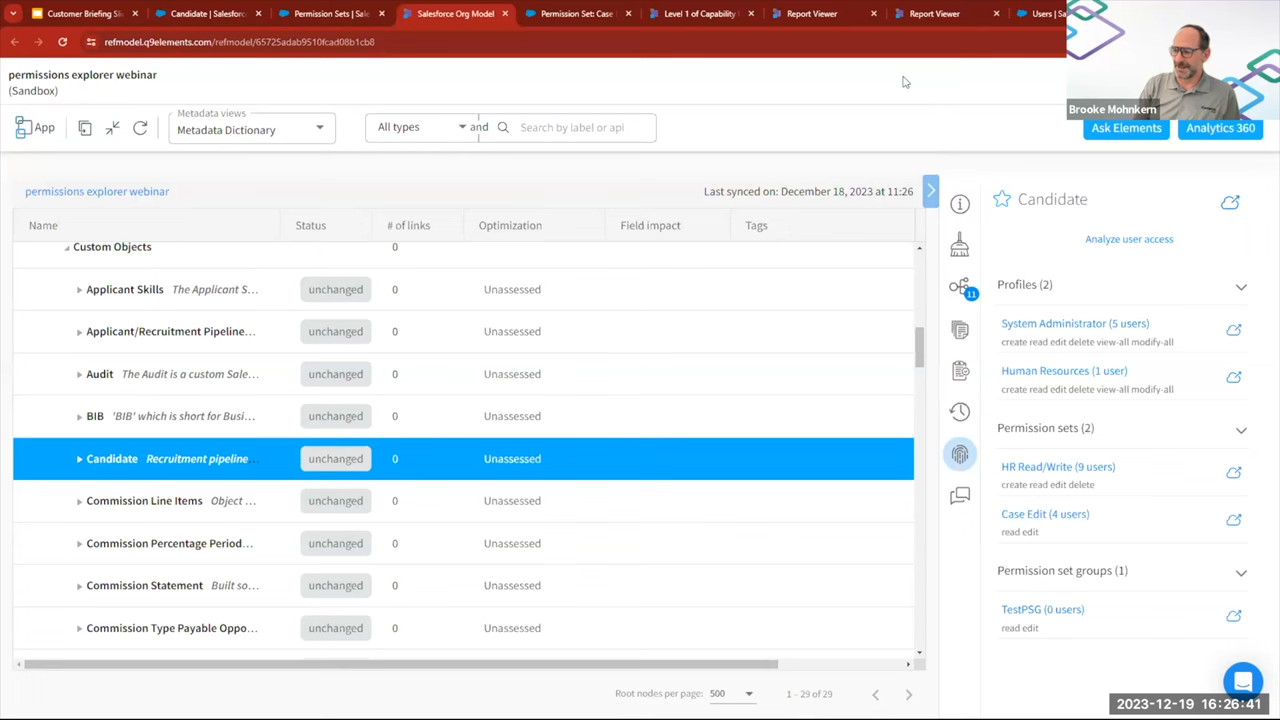 Customer Briefing Sli
Candidate | Salesforc
Permission Sets | Sale
Salesforce Org Model
Permission Set: Case
Level 1 of Capability
Report Viewer
Report Viewer
Users | Sa
refmodel.q9elements.com/refmodel/65725adab9510fcad08b1cb8
permissions explorer webinar
(Sandbox)
Brooke Mohnkern
App
Metadata views
Metadata Dictionary
All types
and
Search by label or api
Ask Elements
Analytics 360
permissions explorer webinar
Last synced on: December 18, 2023 at 11:26
Name
Status
# of links
Optimization
Field impact
Tags
Custom Objects
0
Applicant Skills The Applicant S...
unchanged
0
Unassessed
Applicant/Recruitment Pipeline...
unchanged
0
Unassessed
Audit The Audit is a custom Sale...
unchanged
0
Unassessed
BIB 'BIB' which is short for Busi...
unchanged
0
Unassessed
Candidate Recruitment pipeline ...
unchanged
0
Unassessed
Commission Line Items Object ...
unchanged
0
Unassessed
Commission Percentage Period...
unchanged
0
Unassessed
Commission Statement Built so...
unchanged
0
Unassessed
Commission Type Payable Oppo...
unchanged
0
Unassessed
Root nodes per page: 500
1 - 29 of 29
11
Candidate
Analyze user access
Profiles (2)
System Administrator (5 users)
create read edit delete view-all modify-all
Human Resources (1 user)
create read edit delete view-all modify-all
Permission sets (2)
HR Read/Write (9 users)
create read edit delete
Case Edit (4 users)
read edit
Permission set groups (1)
TestPSG (0 users)
read edit
2023-12-19 16:26:41